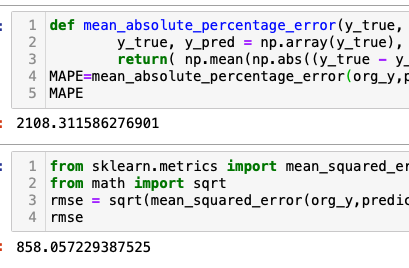 1 def mean_absolute_percentage_error(y_true,
2 y_true, y_pred = np.array(y_true),
3 return( np.mean(np.abs((y_true - y_
4 MAPE=mean_absolute_percentage_error(org_y,p
5 MAPE
: 2108.311586276901
1 from sklearn.metrics import mean_squared_er
2 from math import sqrt
3 rmse = sqrt(mean_squared_error(org_y,predic
4 rmse
: 858.057229387525